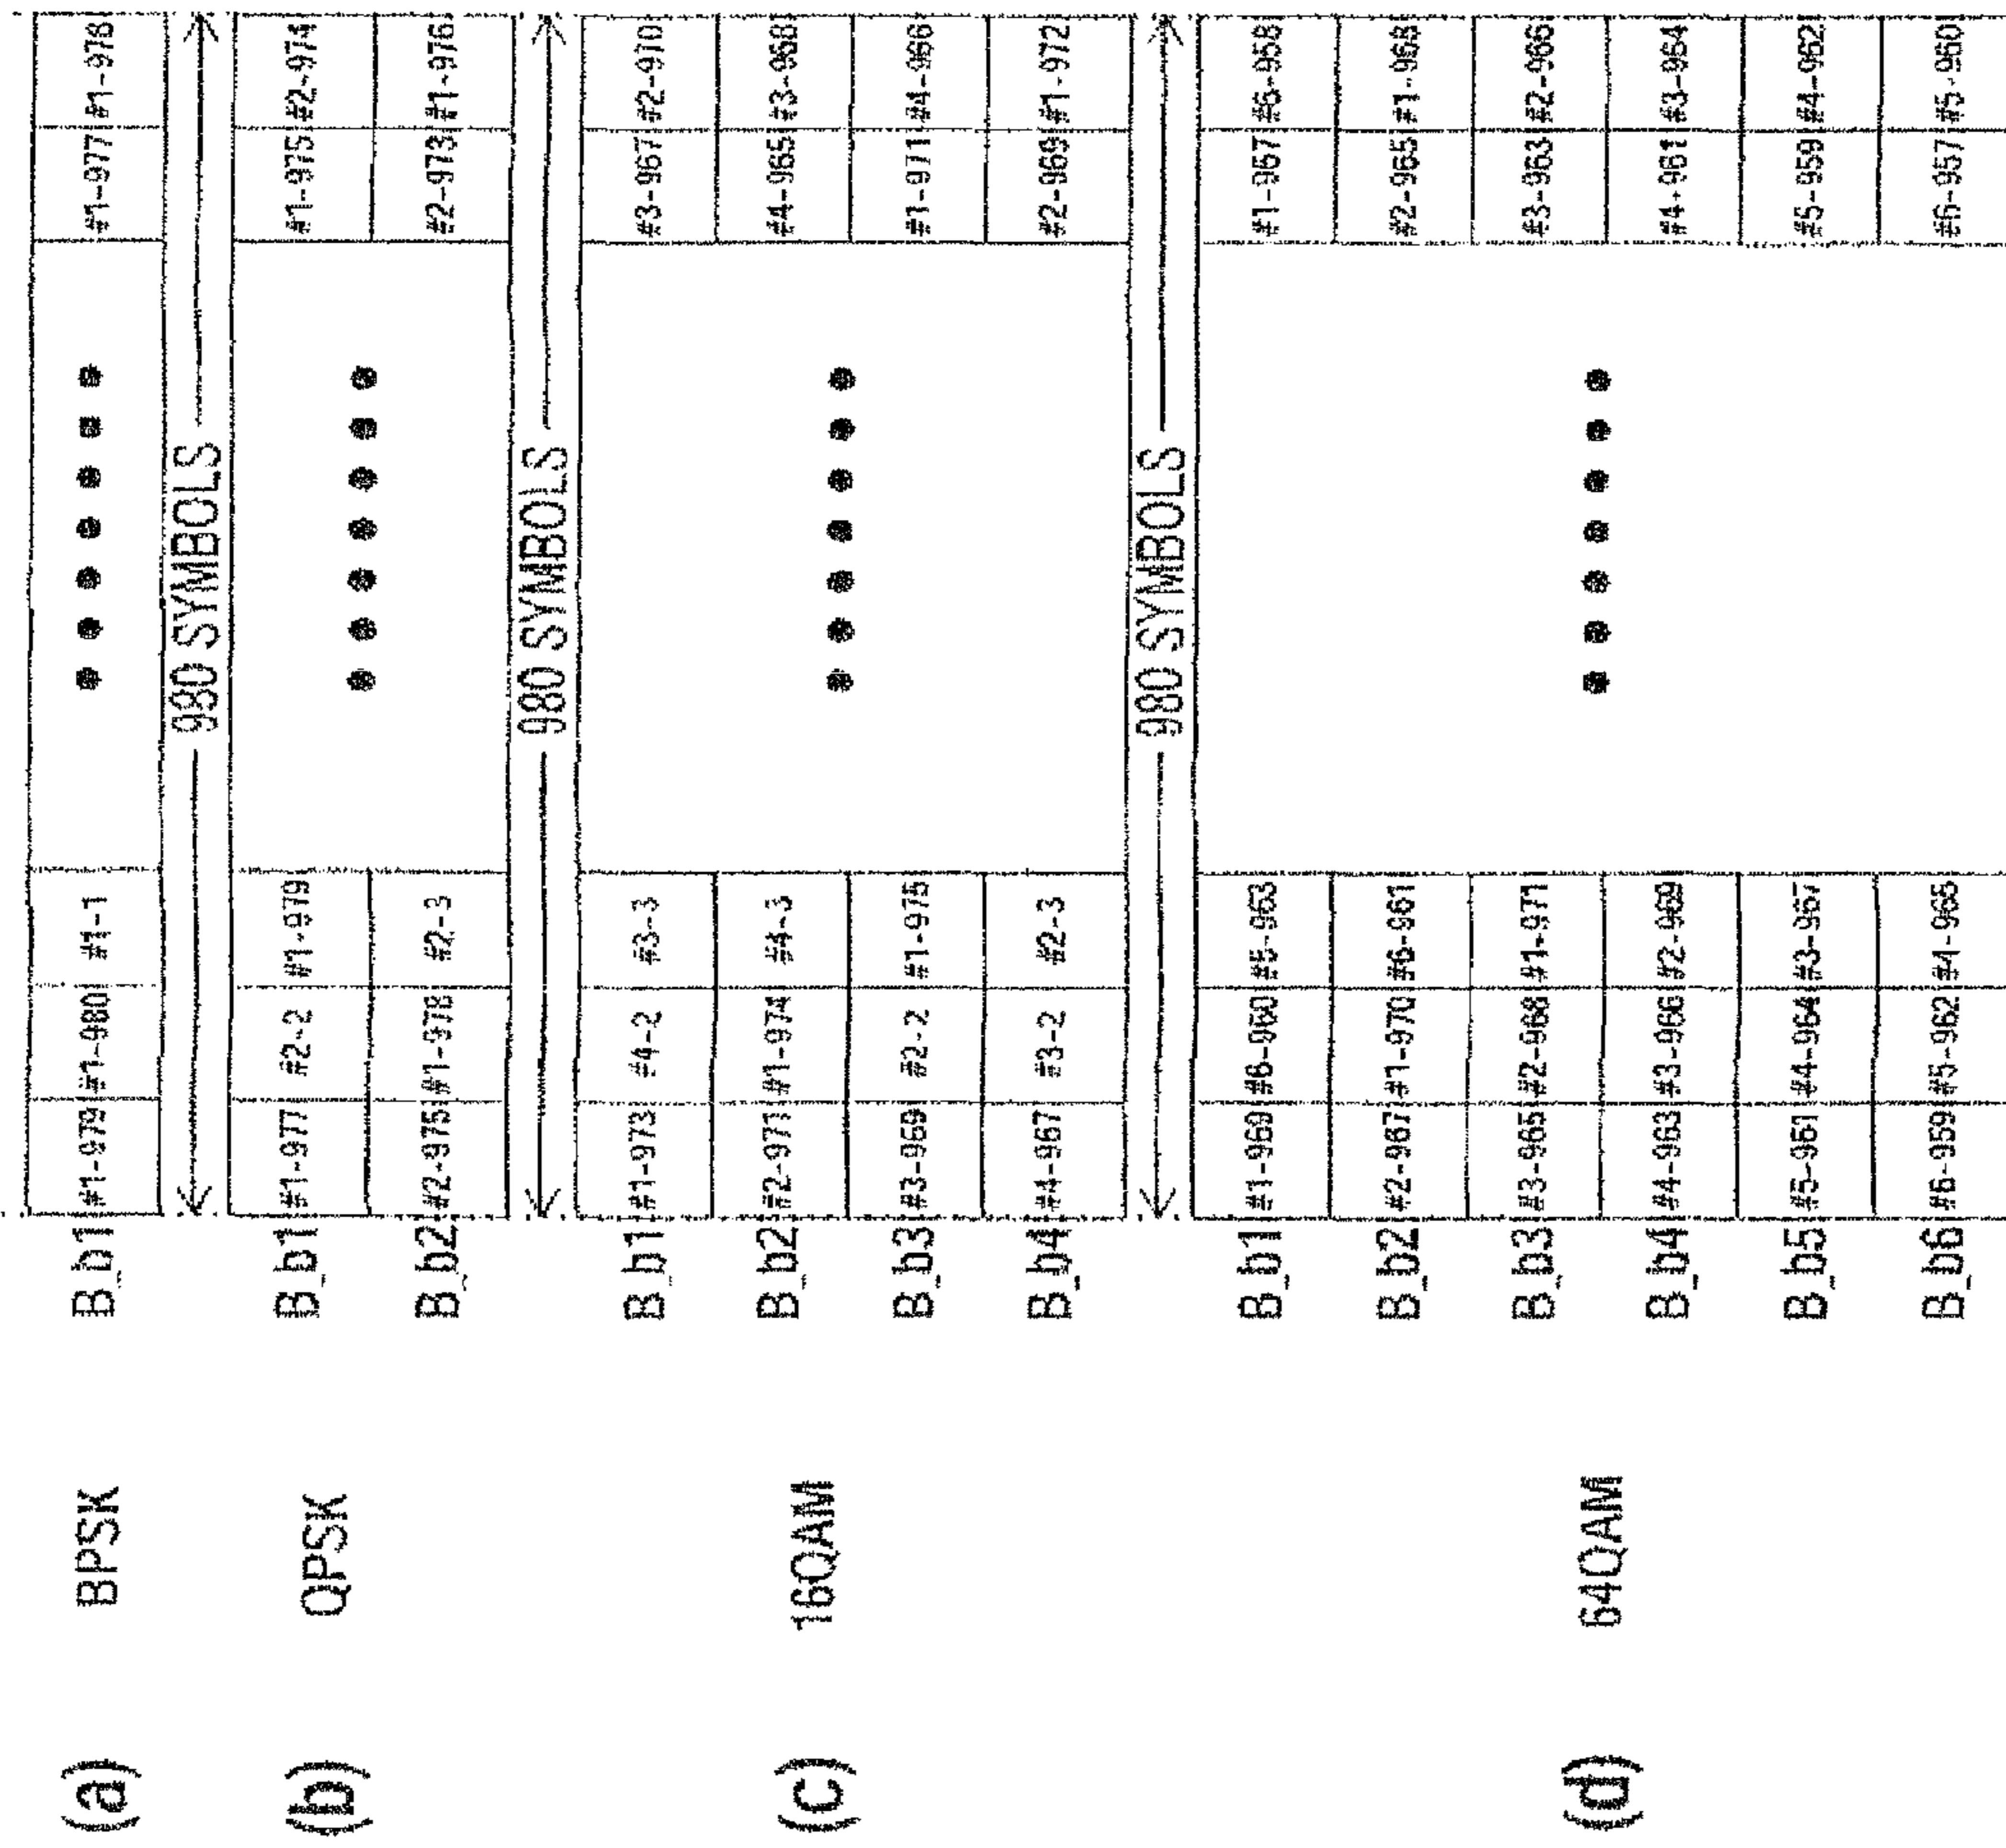 (a) BPSK B_b1 #1-979 #1-980 #1-1 #1-977 #1-978
980 SYMBOLS
(b) QPSK
B_b1 #1-977 #2-2 #1-979 #1-975 #2-974
B_b2 #2-975 #1-978 #2-3 #2-973 #1-976
980 SYMBOLS
(c) 16QAM
B_b1 #1-973 #4-2 #3-3 #3-967 #2-970
B_b2 #2-971 #1-974 #4-3 #4-965 #3-968
B_b3 #3-969 #2-2 #1-975 #1-971 #4-966
B_b4 #4-967 #3-2 #2-3 #2-969 #1-972
980 SYMBOLS
(d) 64QAM
B_b1 #1-969 #6-960 #5-963 #1-967 #6-958
B_b2 #2-967 #1-970 #6-961 #2-965 #1-968
B_b3 #3-965 #2-968 #1-971 #3-963 #2-966
B_b4 #4-963 #3-966 #2-969 #4-961 #3-964
B_b5 #5-961 #4-964 #3-967 #5-959 #4-962
B_b6 #6-959 #5-962 #4-965 #6-957 #5-960